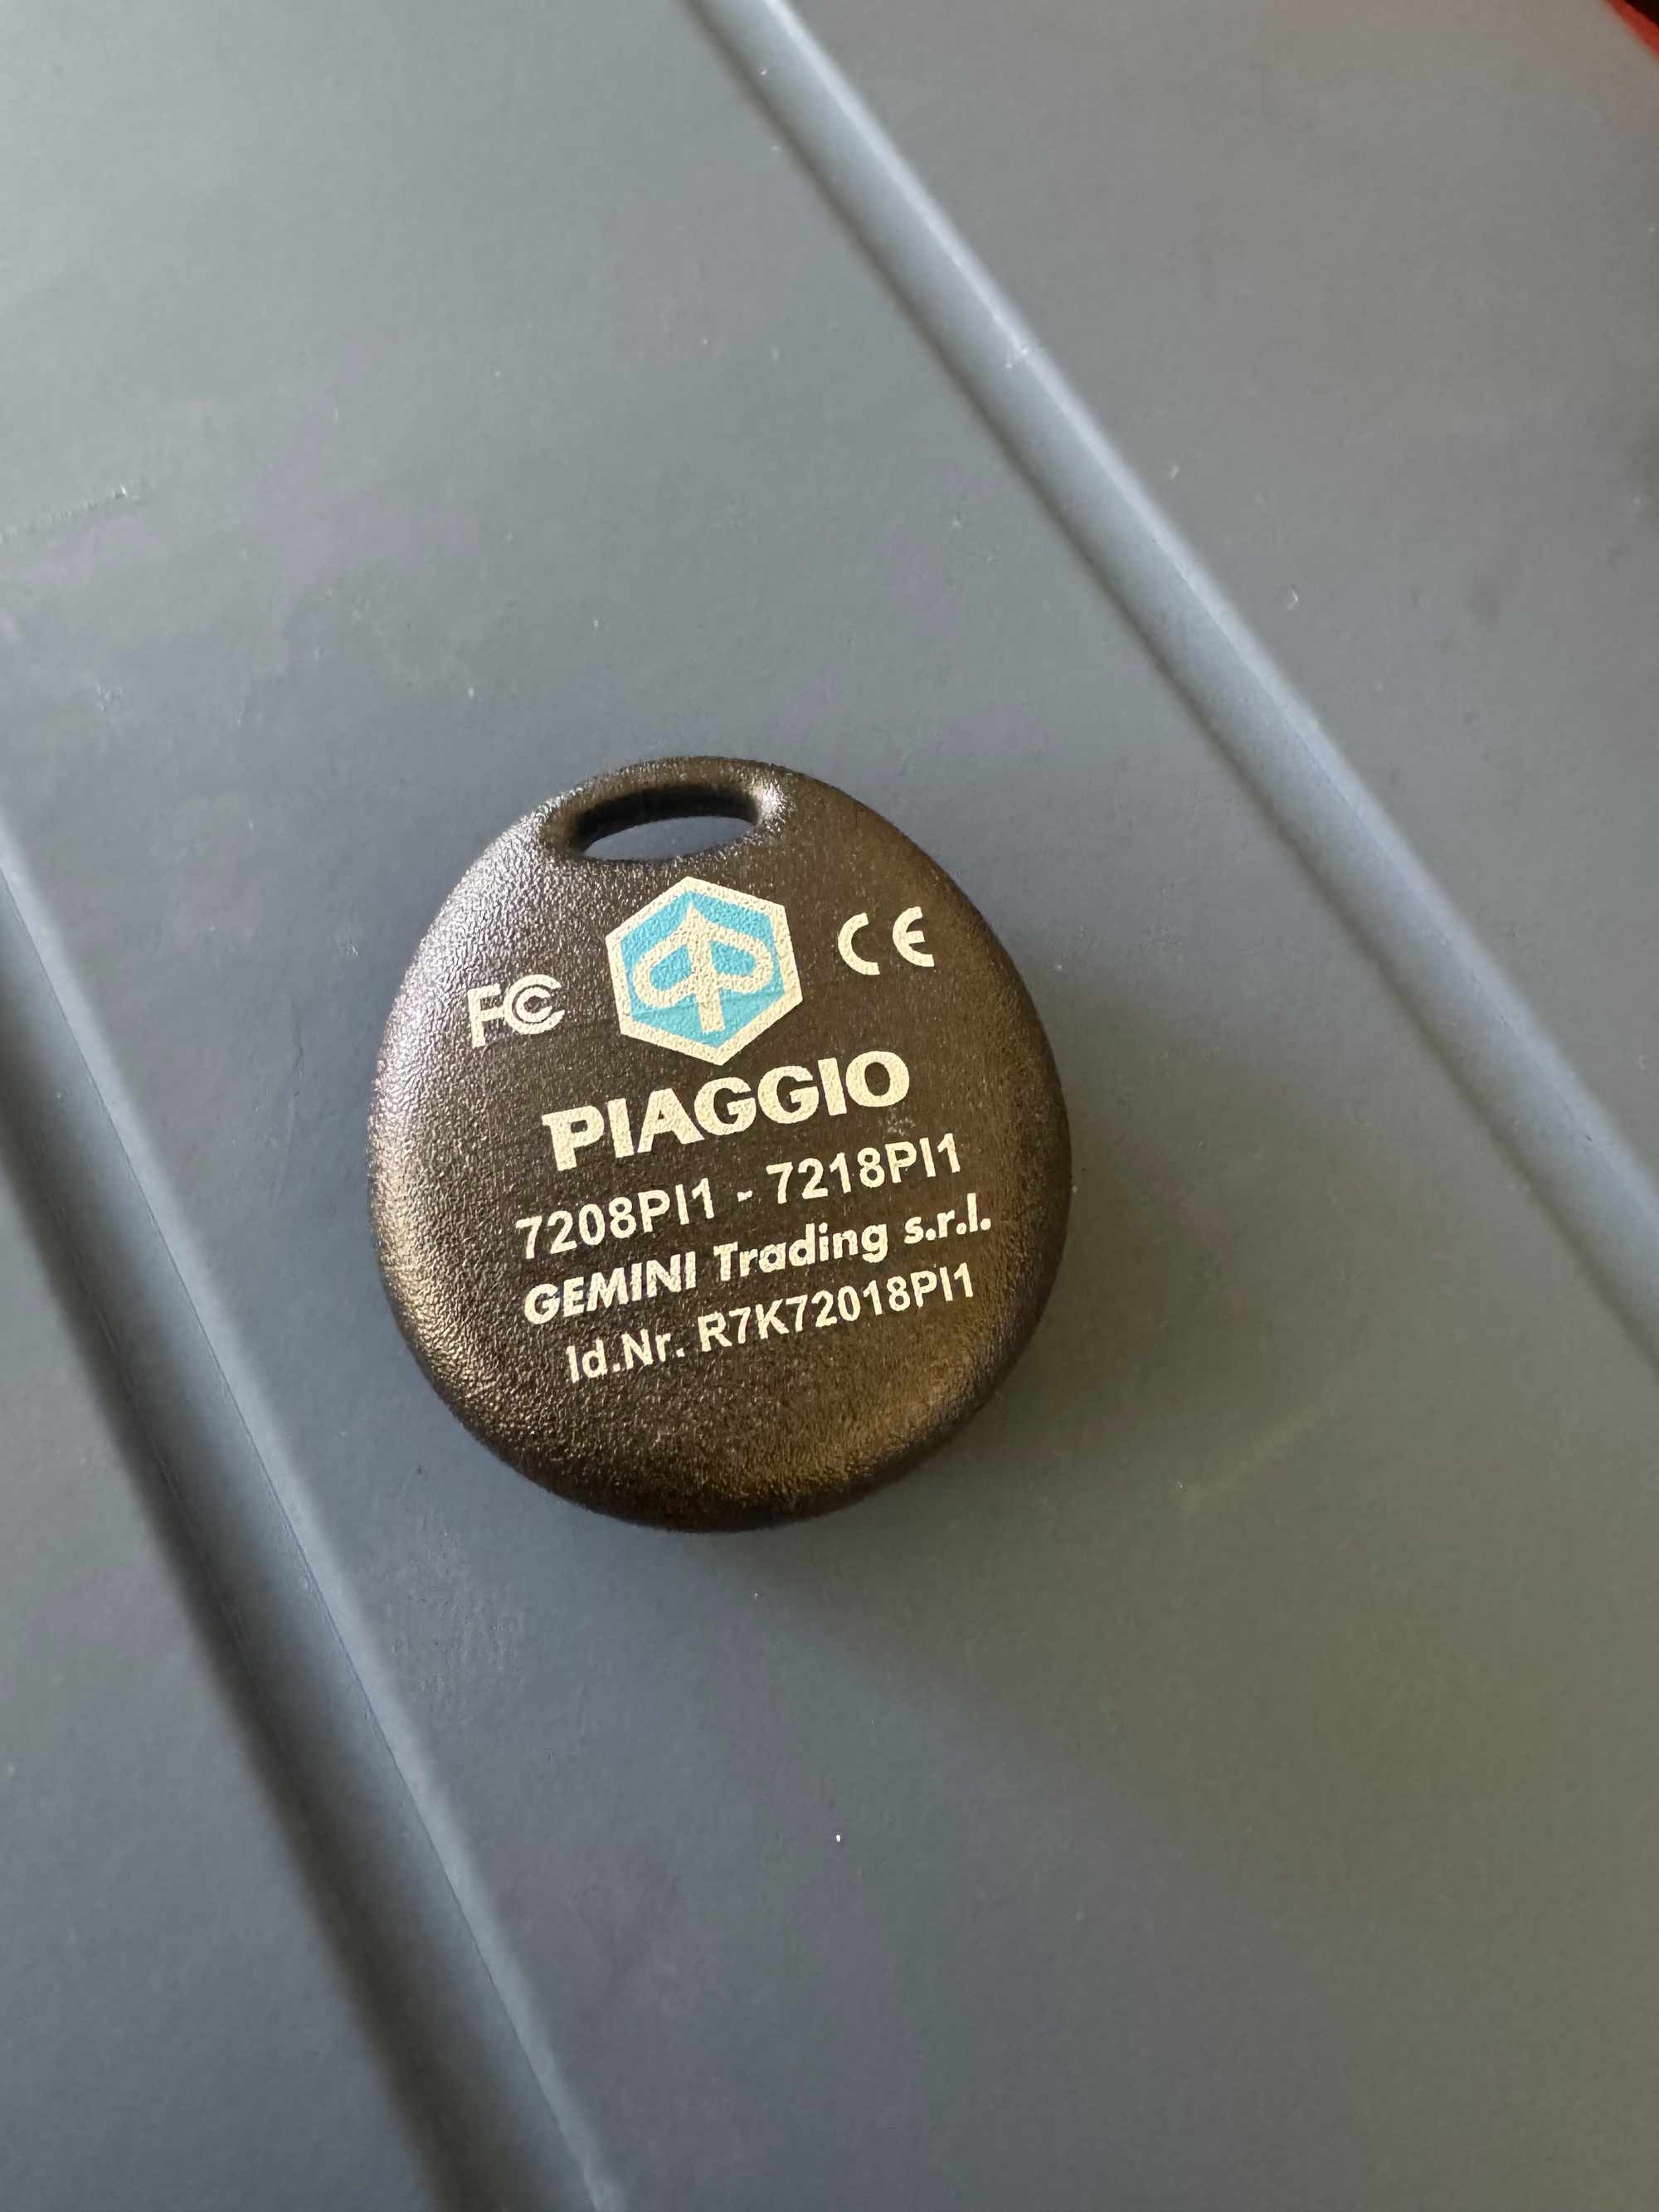 FC CE
PIAGGIO
7208PI1 - 7218PI1
GEMINI Trading s.r.l.
Id.Nr. R7K72018PI1